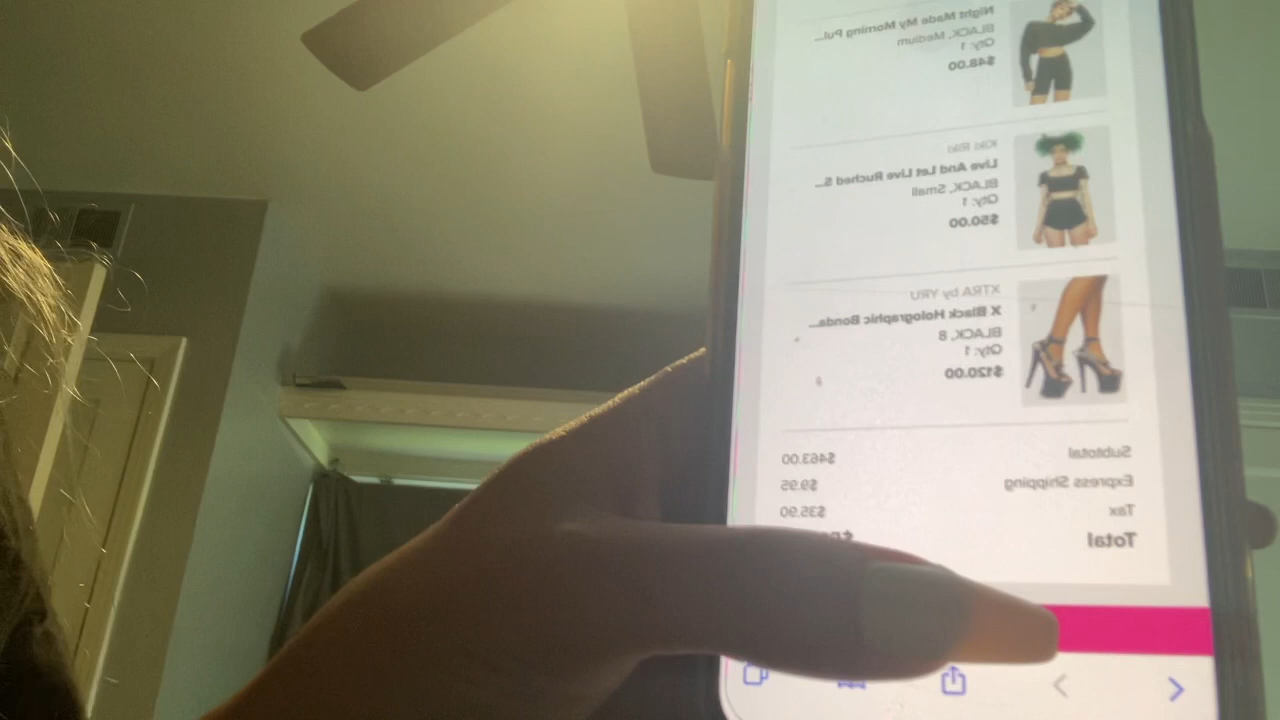 Night Made My Morning Pul...
BLACK, Medium
Qty: 1
$48.00
Kiki Riki
Live And Let Live Ruched S...
BLACK, Small
Qty: 1
$50.00
XTRA by YRU
X Black Holographic Bonda...
BLACK, 8
Qty: 1
$120.00
Subtotal $463.00
Express Shipping $9.95
Tax $35.90
Total